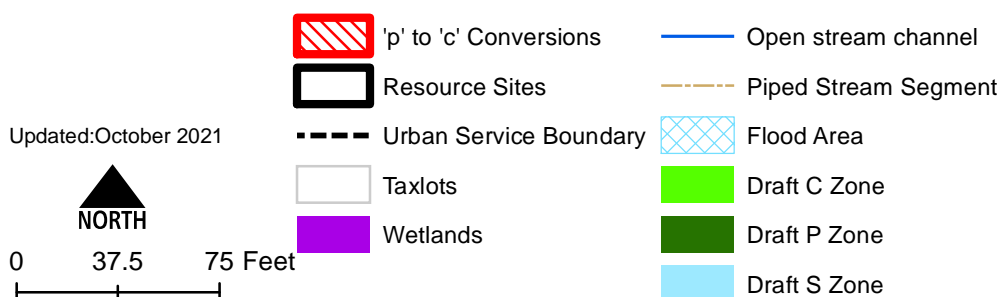 Updated:October 2021
NORTH
0 37.5 75 Feet
'p' to 'c' Conversions
Resource Sites
Urban Service Boundary
Taxlots
Wetlands
Open stream channel
Piped Stream Segment
Flood Area
Draft C Zone
Draft P Zone
Draft S Zone